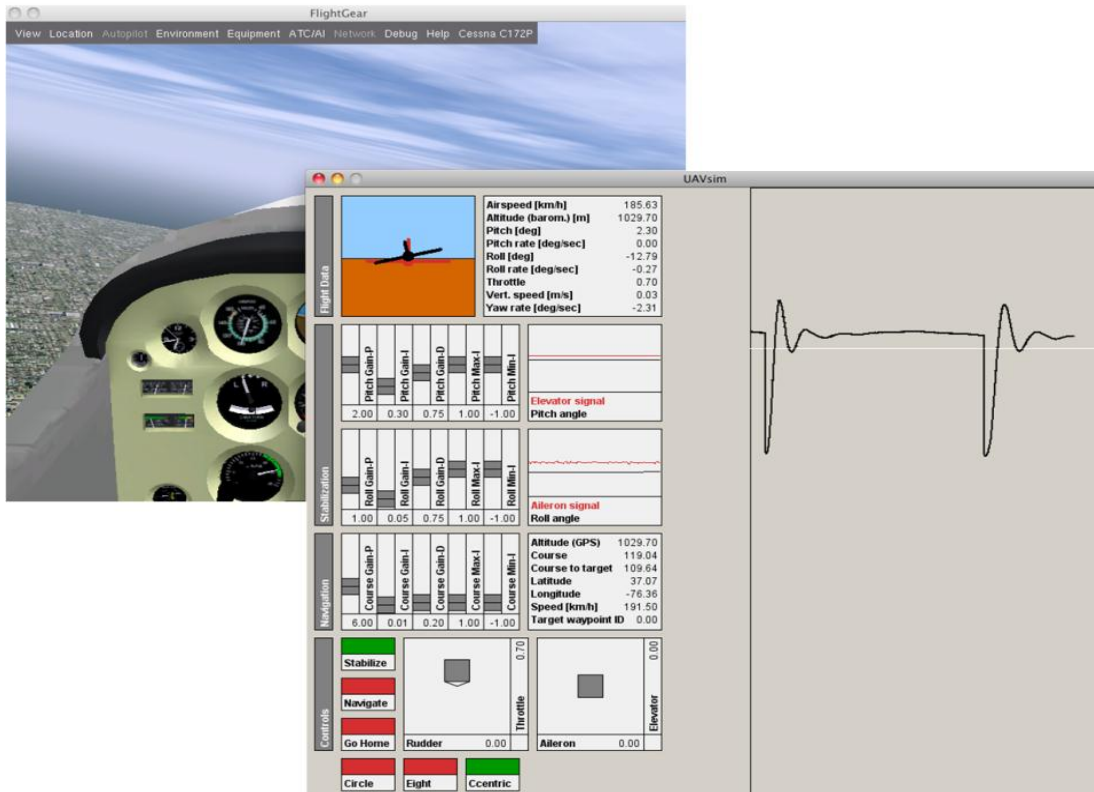 FlightGear
View Location Autopilot Environment Equipment ATC/AI Network Debug Help Cessna C172P
UAVsim
Flight Data
Airspeed [km/h] 185.63
Altitude (barom.) [m] 1029.70
Pitch [deg] 2.30
Pitch rate [deg/sec] 0.00
Roll [deg] -12.79
Roll rate [deg/sec] -0.27
Throttle 0.70
Vert. speed [m/s] 0.03
Yaw rate [deg/sec] -2.31
Stabilization
Pitch Gain-P
Pitch Gain-I
Pitch Gain-D
Pitch Max-I
Pitch Min-I
2.00 0.30 0.75 1.00 -1.00
Elevator signal
Pitch angle
Roll Gain-P
Roll Gain-I
Roll Gain-D
Roll Max-I
Roll Min-I
1.00 0.05 0.75 1.00 -1.00
Aileron signal
Roll angle
Navigation
Course Gain-P
Course Gain-I
Course Gain-D
Course Max-I
Course Min-I
6.00 0.01 0.20 1.00 -1.00
Altitude (GPS) 1029.70
Course 119.04
Course to target 109.64
Latitude 37.07
Longitude -76.36
Speed [km/h] 191.50
Target waypoint ID 0.00
Controls
Stabilize
Navigate
Go Home
Rudder 0.00
Throttle 0.70
Aileron 0.00
Elevator 0.00
Circle
Eight
Ccentric
L R